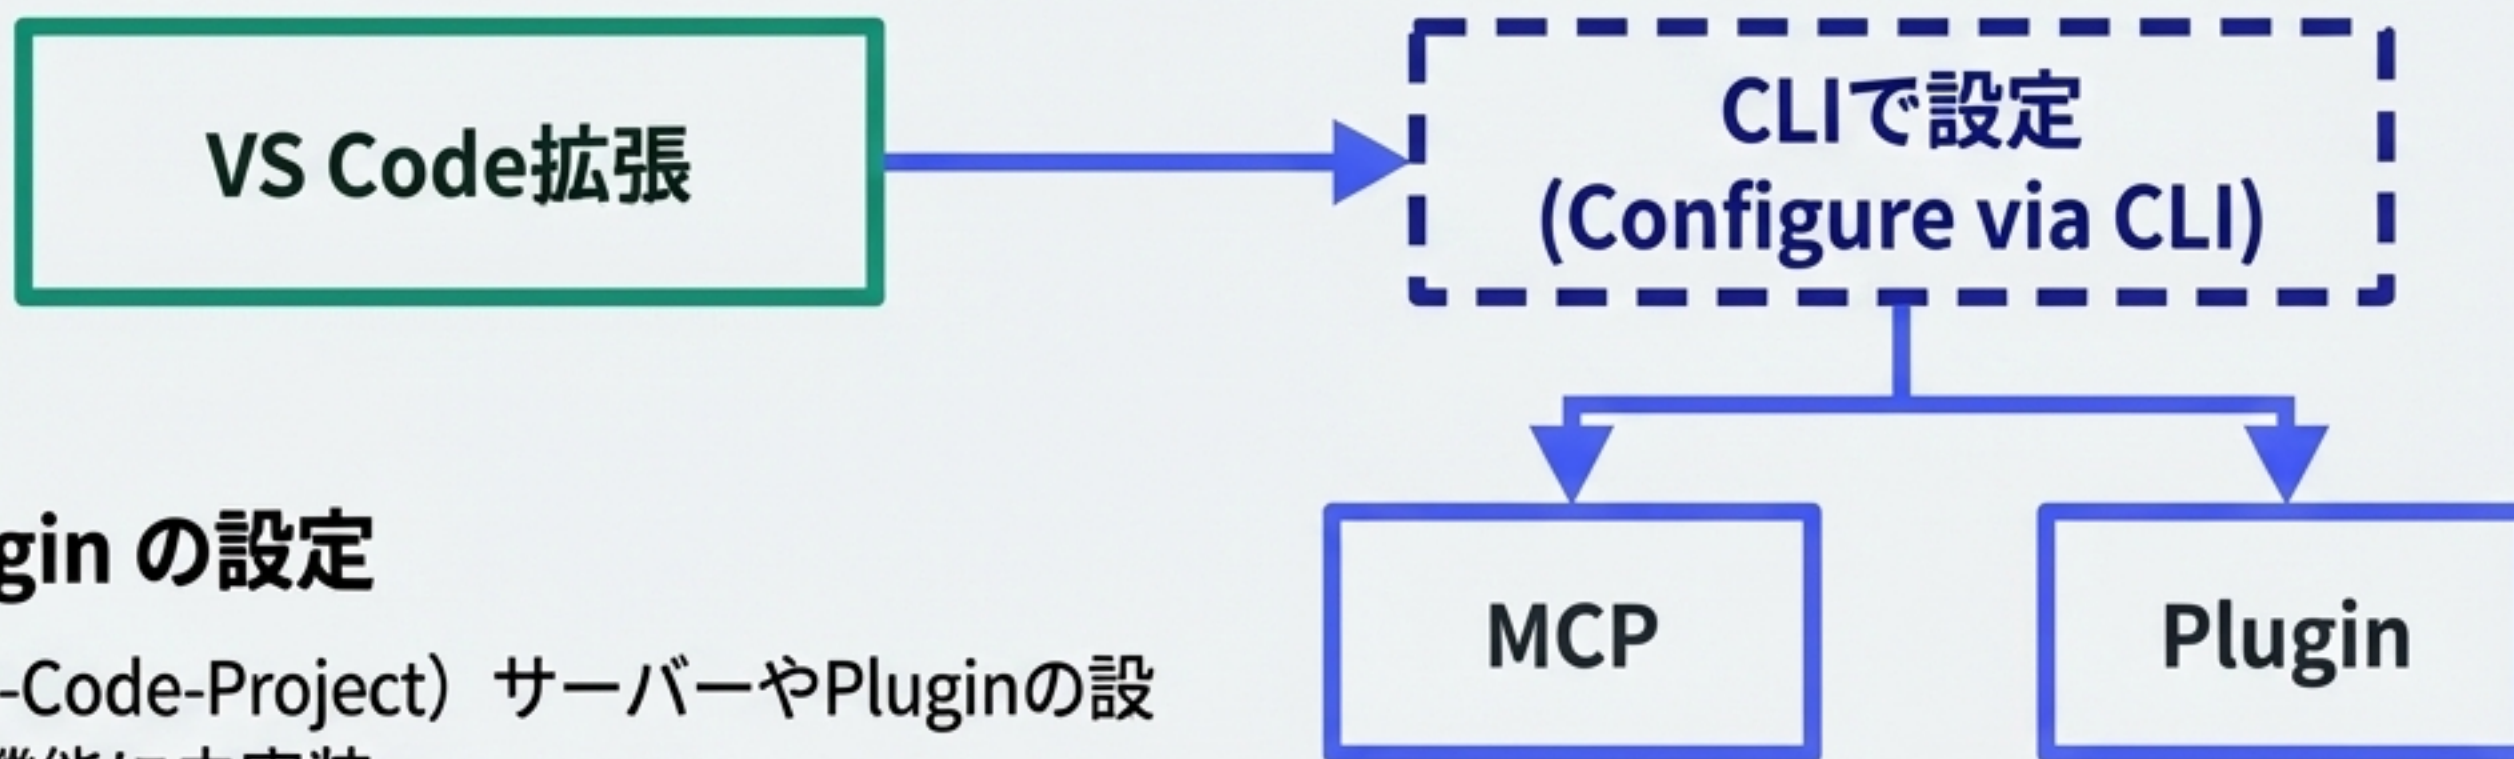 VS Code拡張
CLIで設定
(Configure via CLI)
gin の設定
MCP
Plugin
-Code-Project）サーバーやPluginの設